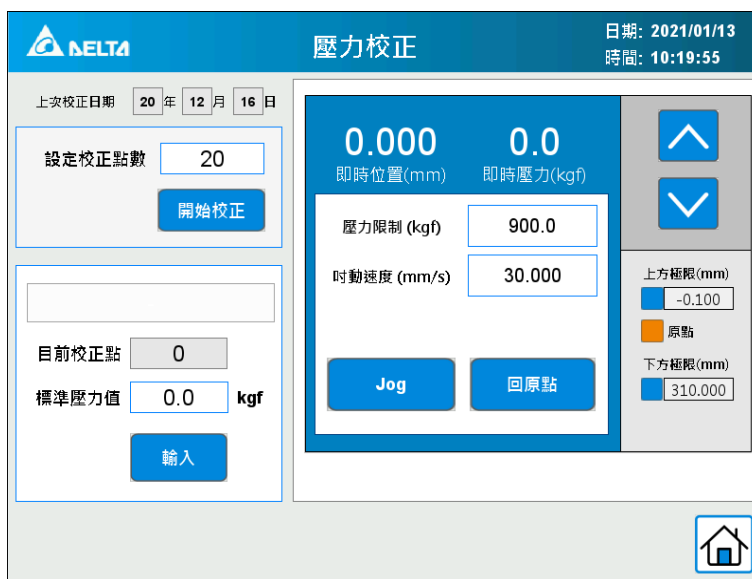 DELTA
壓力校正
日期: 2021/01/13
時間: 10:19:55
上次校正日期 20 年 12 月 16 日
設定校正點數 20
開始校正
目前校正點 0
標準壓力值 0.0 kgf
輸入
0.000 0.0
即時位置(mm) 即時壓力(kgf)
壓力限制 (kgf) 900.0
吋動速度 (mm/s) 30.000
Jog 回原點
上方極限(mm)
-0.100
原點
下方極限(mm)
310.000